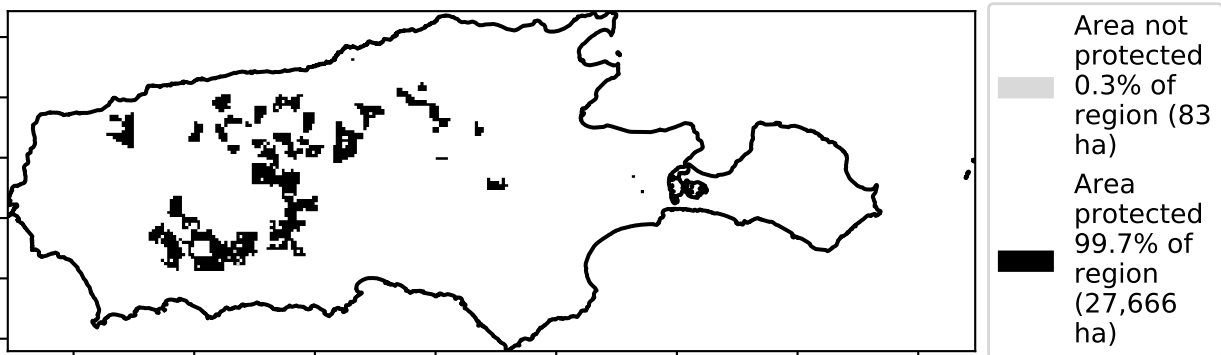 Area not
protected
0.3% of
region (83
ha)
Area
protected
99.7% of
region
(27,666
ha)